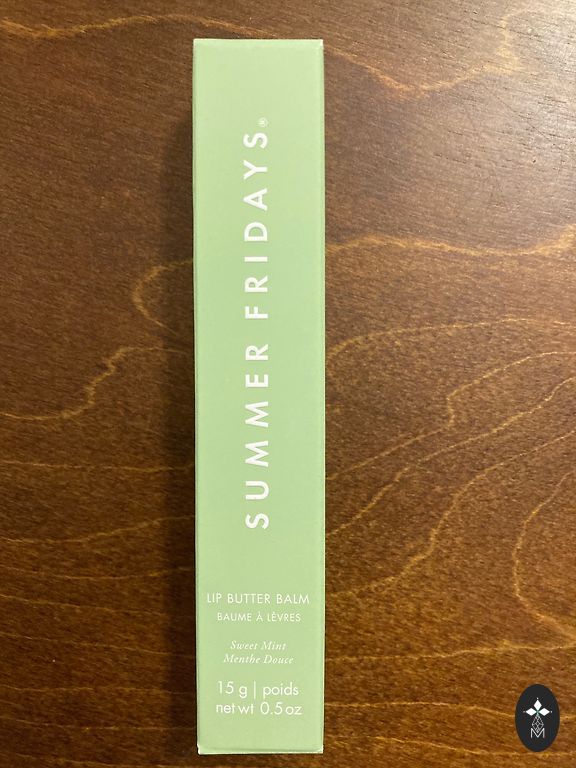 SUMMER FRIDAYS®
LIP BUTTER BALM
BAUME À LÈVRES
Sweet Mint
Menthe Douce
15 g | poids
net wt 0.5 oz
M